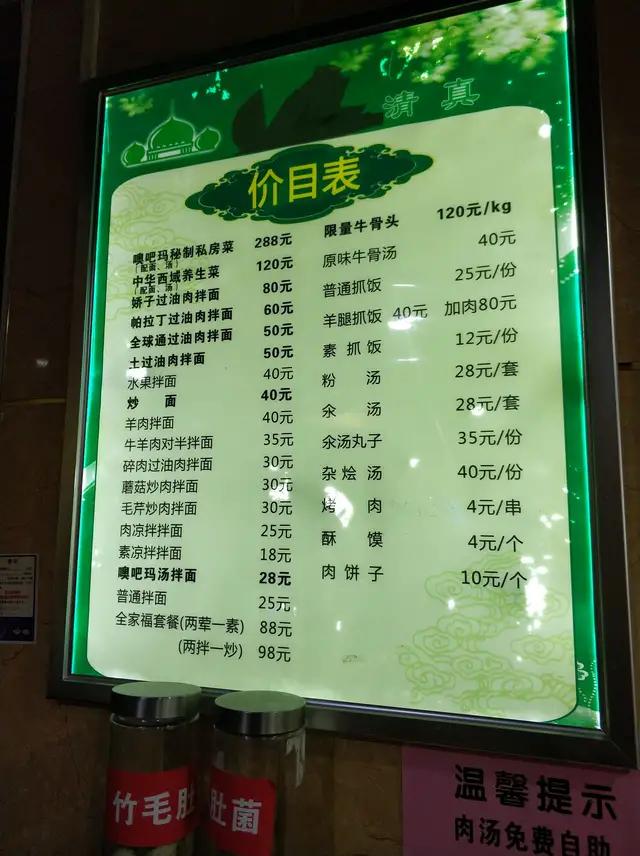 清真
价目表
噢吧玛秘制私房菜 288元
(配面、汤)
中华西域养生菜 120元
(配面、汤)
娇子过油肉拌面 80元
帕拉丁过油肉拌面 60元
全球通过油肉拌面 50元
土过油肉拌面 50元
水果拌面 40元
炒 面 40元
羊肉拌面 40元
牛羊肉对半拌面 35元
碎肉过油肉拌面 30元
蘑菇炒肉拌面 30元
毛芹炒肉拌面 30元
肉凉拌拌面 25元
素凉拌拌面 18元
噢吧玛汤拌面 28元
普通拌面 25元
全家福套餐(两荤一素) 88元
(两拌一炒) 98元
限量牛骨头 120元/kg
原味牛骨汤 40元
普通抓饭 25元/份
羊腿抓饭 40元 加肉80元
素 抓 饭 12元/份
粉 汤 28元/套
汆 汤 28元/套
汆汤丸子 35元/份
杂 烩 汤 40元/份
烤 肉 4元/串
酥 馍 4元/个
肉 饼 子 10元/个
竹毛肚
肚菌
温馨提示
肉汤免费自助